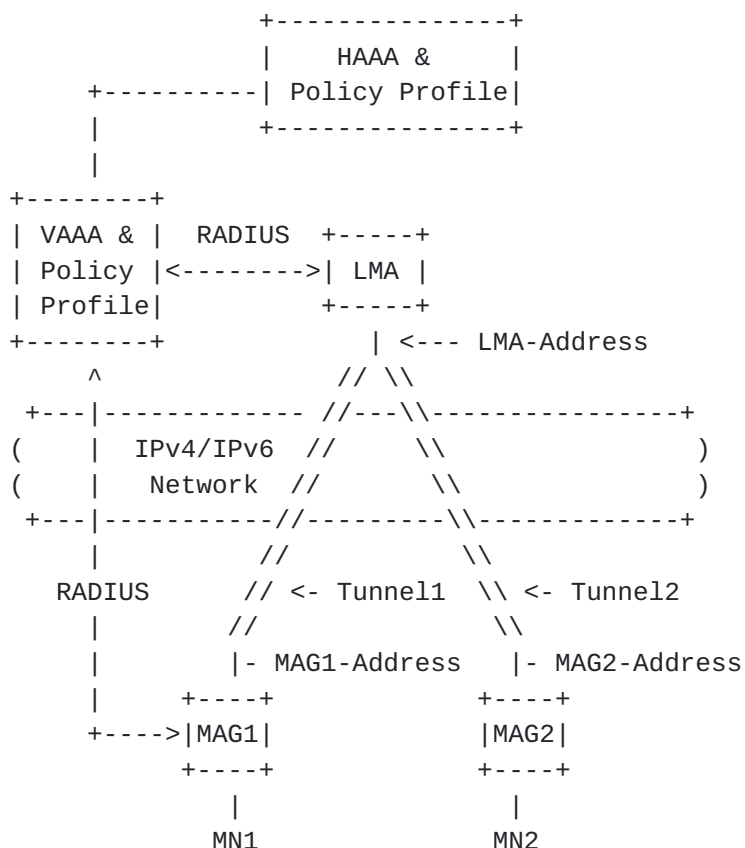 HAAA &
Policy Profile
VAAA & RADIUS
Policy LMA
Profile
<--- LMA-Address
IPv4/IPv6
Network
RADIUS <- Tunnel1 <- Tunnel2
|- MAG1-Address |- MAG2-Address
MAG1 MAG2
MN1 MN2